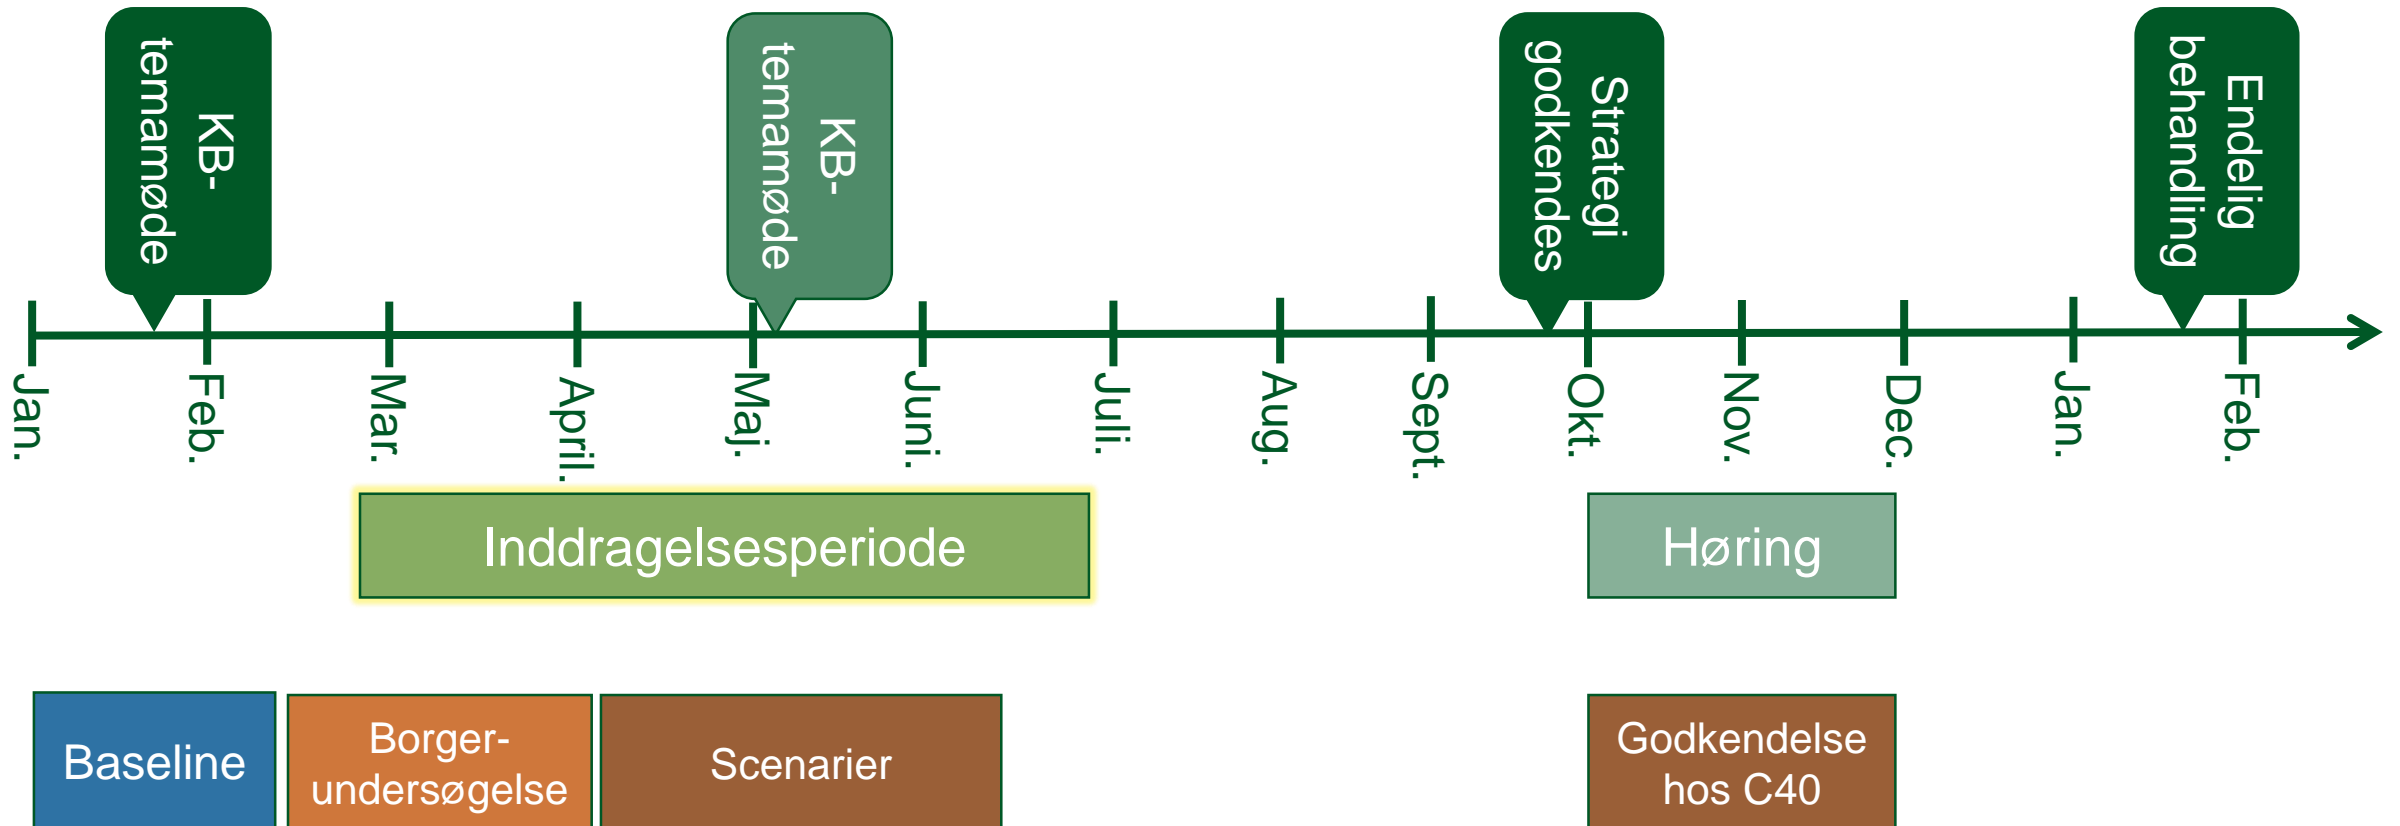 KB-
temamøde
KB-
temamøde
Strategi
godkendes
Endelig
behandling
Jan.
Feb.
Mar.
April.
Maj.
Juni.
Juli.
Aug.
Sept.
Okt.
Nov.
Dec.
Jan.
Feb.
Inddragelsesperiode
Høring
Baseline
Borger-
undersøgelse
Scenarier
Godkendelse
hos C40